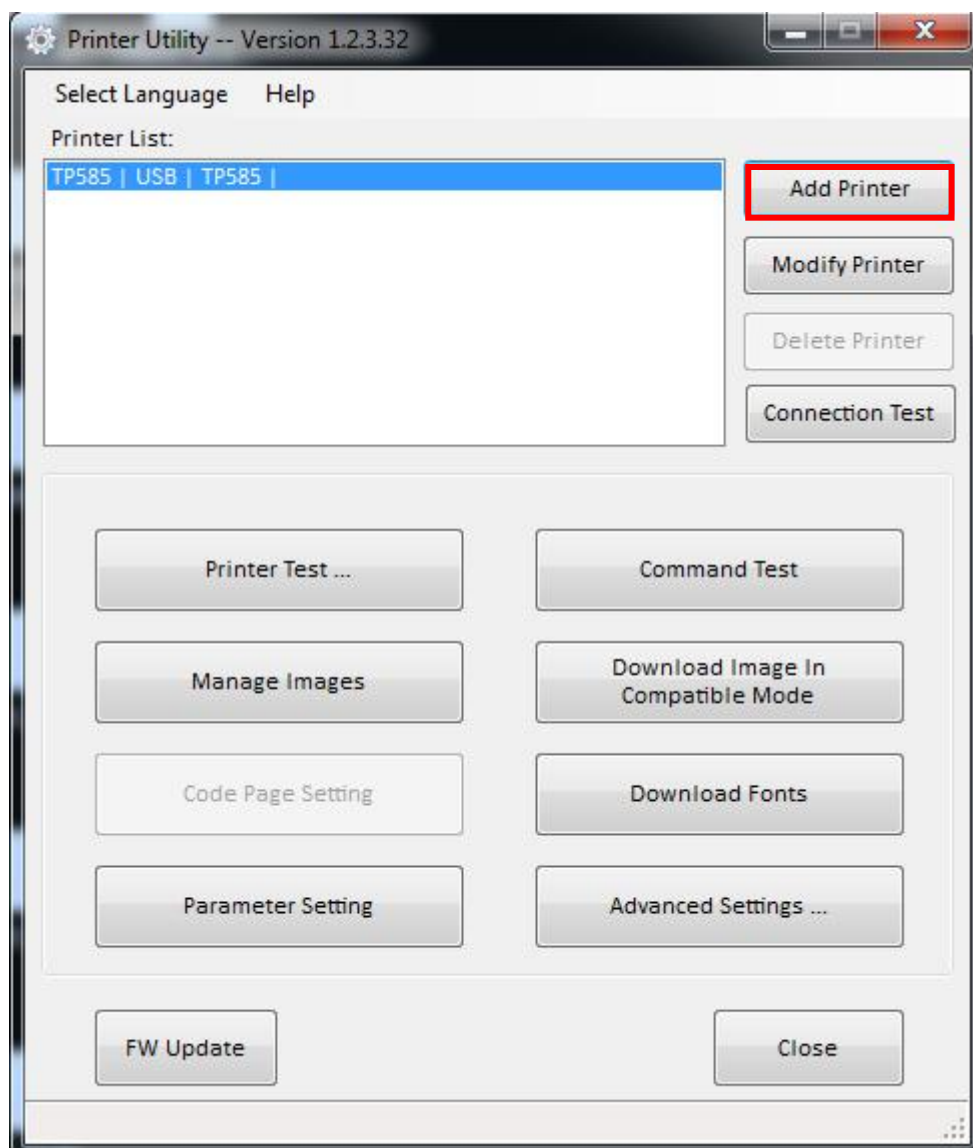 Printer Utility -- Version 1.2.3.32
Select Language Help
Printer List:
TP585 | USB | TP585 |
Add Printer
Modify Printer
Delete Printer
Connection Test
Printer Test ...
Command Test
Manage Images
Download Image In
Compatible Mode
Code Page Setting
Download Fonts
Parameter Setting
Advanced Settings ...
FW Update
Close